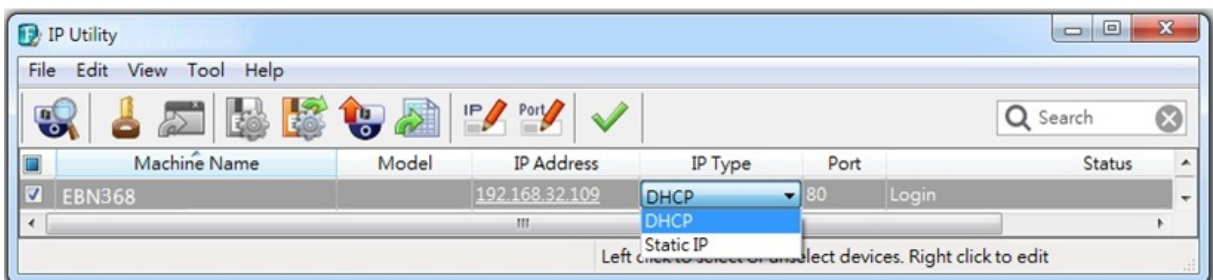 IP Utility
File Edit View Tool Help
IP Port Search
Machine Name Model IP Address IP Type Port Status
EBN368 192.168.32.109 DHCP 80 Login
DHCP
Static IP
Left click to select or unselect devices. Right click to edit